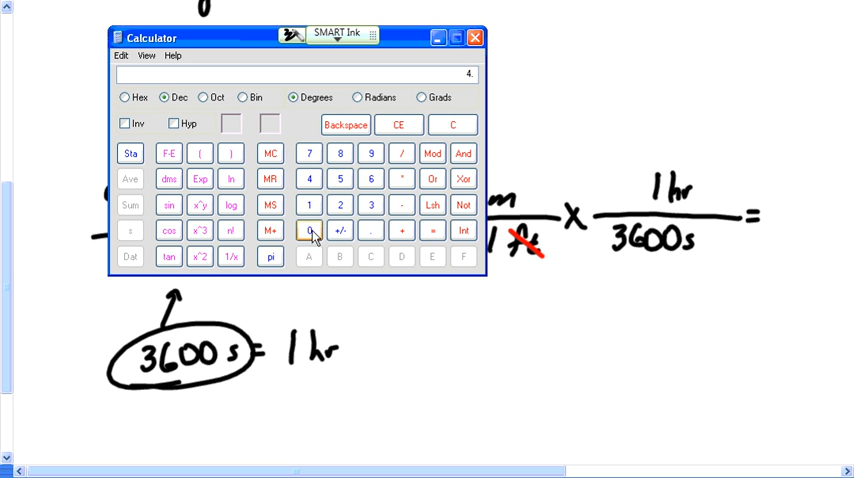 Calculator
SMART Ink
Edit View Help
4.
Hex Dec Oct Bin Degrees Radians Grads
Inv Hyp Backspace CE C
Sta F-E ( ) MC 7 8 9 / Mod And
Ave dms Exp ln MR 4 5 6 * Or Xor
Sum sin x^y log MS 1 2 3 - Lsh Not
s cos x^3 n! M+ 0 +/- . + = Int
Dat tan x^2 1/x pi A B C D E F
m x 1 hr =
1 ft 3600s
3600 s = 1 hr